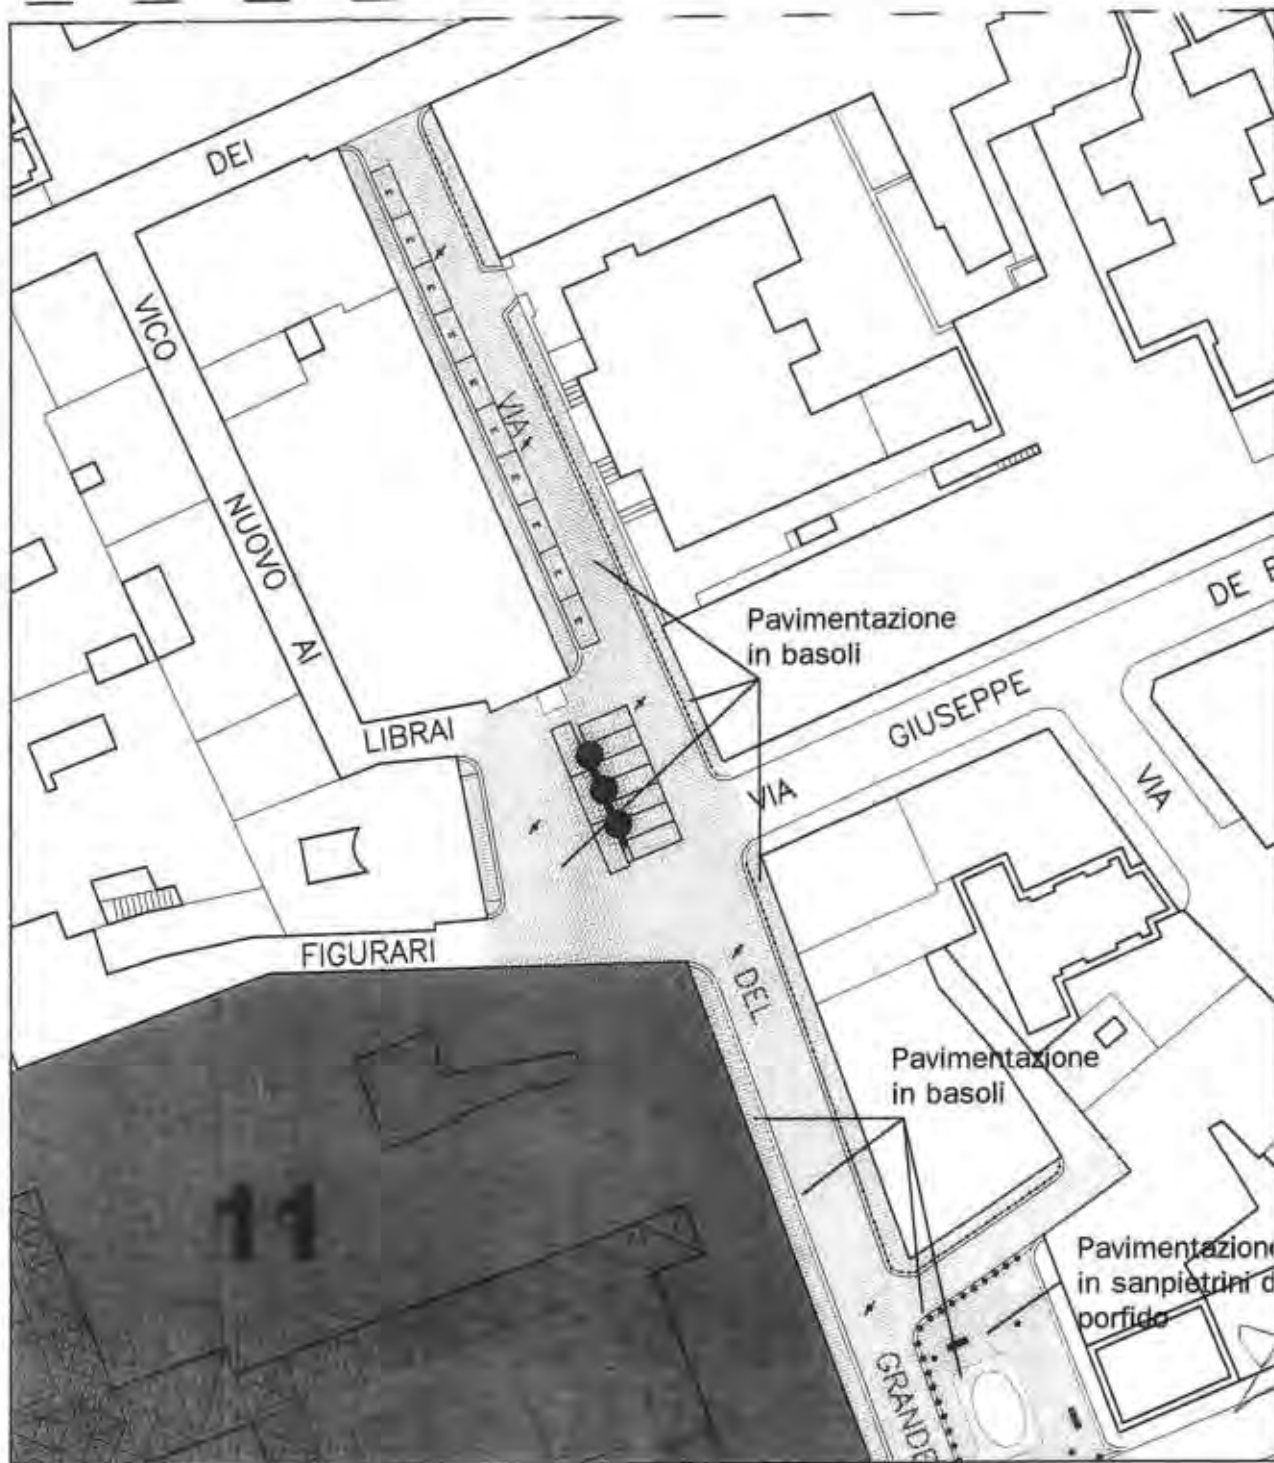 DEI
VICO
NUOVO
AI
LIBRAI
VIA
Pavimentazione
in basoli
GIUSEPPE
DE
VIA
VIA
FIGURARI
DEL
Pavimentazione
in basoli
11
Pavimentazione
in sanpietrini d
porfido
GRANDE